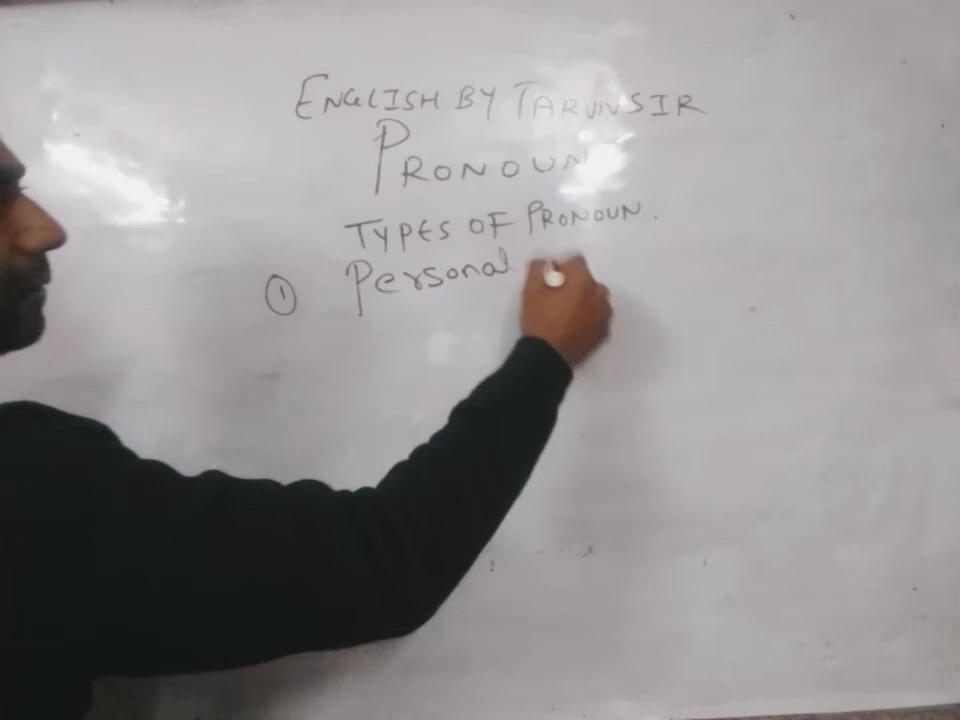 ENGLISH BY TARUN SIR
PRONOUN
TYPES OF PRONOUN.
① Personal